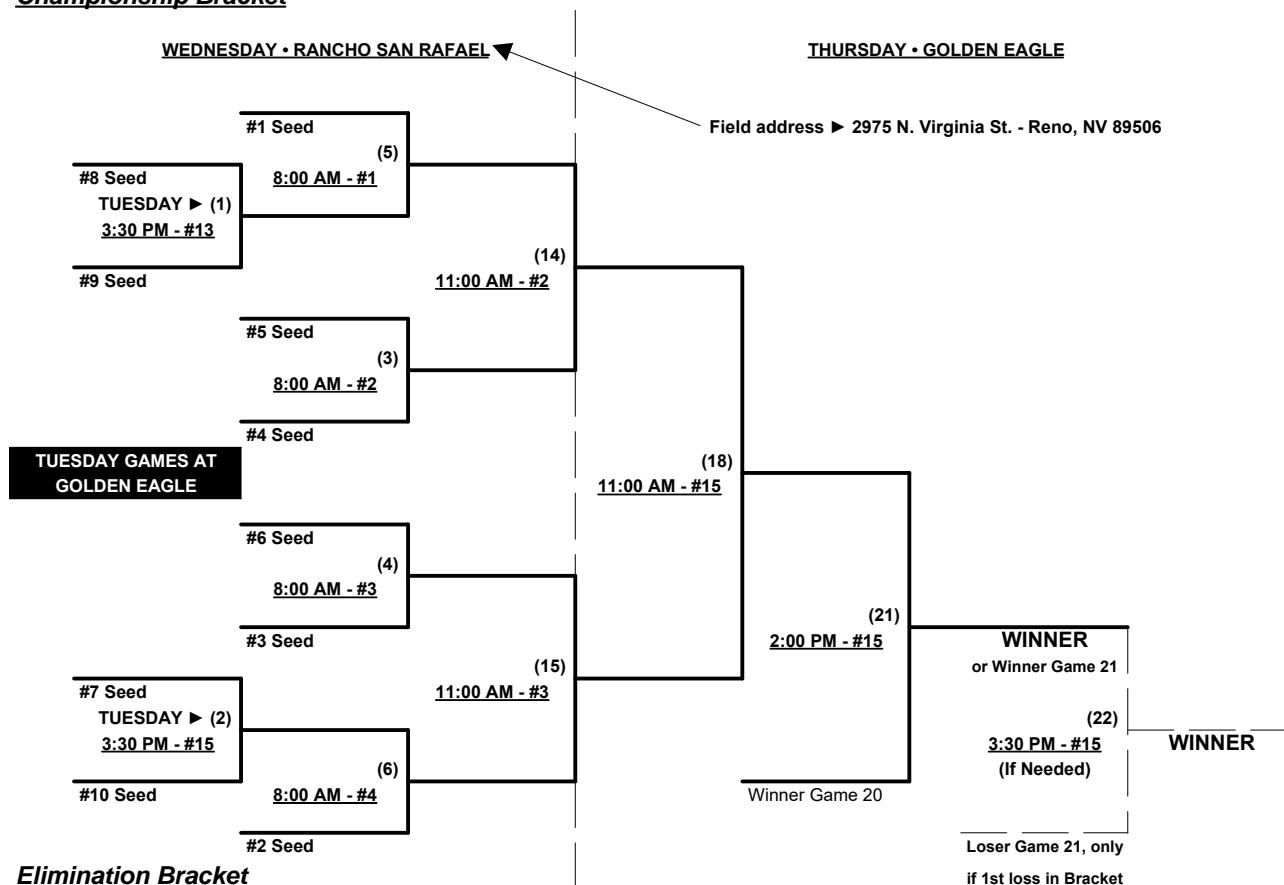 Championship Bracket
WEDNESDAY • RANCHO SAN RAFAEL
THURSDAY • GOLDEN EAGLE
#1 Seed
Field address ► 2975 N. Virginia St. - Reno, NV 89506
(5)
#8 Seed
8:00 AM - #1
TUESDAY ► (1)
3:30 PM - #13
(14)
#9 Seed
11:00 AM - #2
#5 Seed
(3)
8:00 AM - #2
#4 Seed
TUESDAY GAMES AT
GOLDEN EAGLE
(18)
11:00 AM - #15
#6 Seed
(4)
8:00 AM - #3
(21)
#3 Seed
2:00 PM - #15
WINNER
or Winner Game 21
(15)
#7 Seed
11:00 AM - #3
TUESDAY ► (2)
(22)
3:30 PM - #15
3:30 PM - #15
WINNER
(If Needed)
(6)
#10 Seed
8:00 AM - #4
Winner Game 20
#2 Seed
Loser Game 21, only
if 1st loss in Bracket
Elimination Bracket